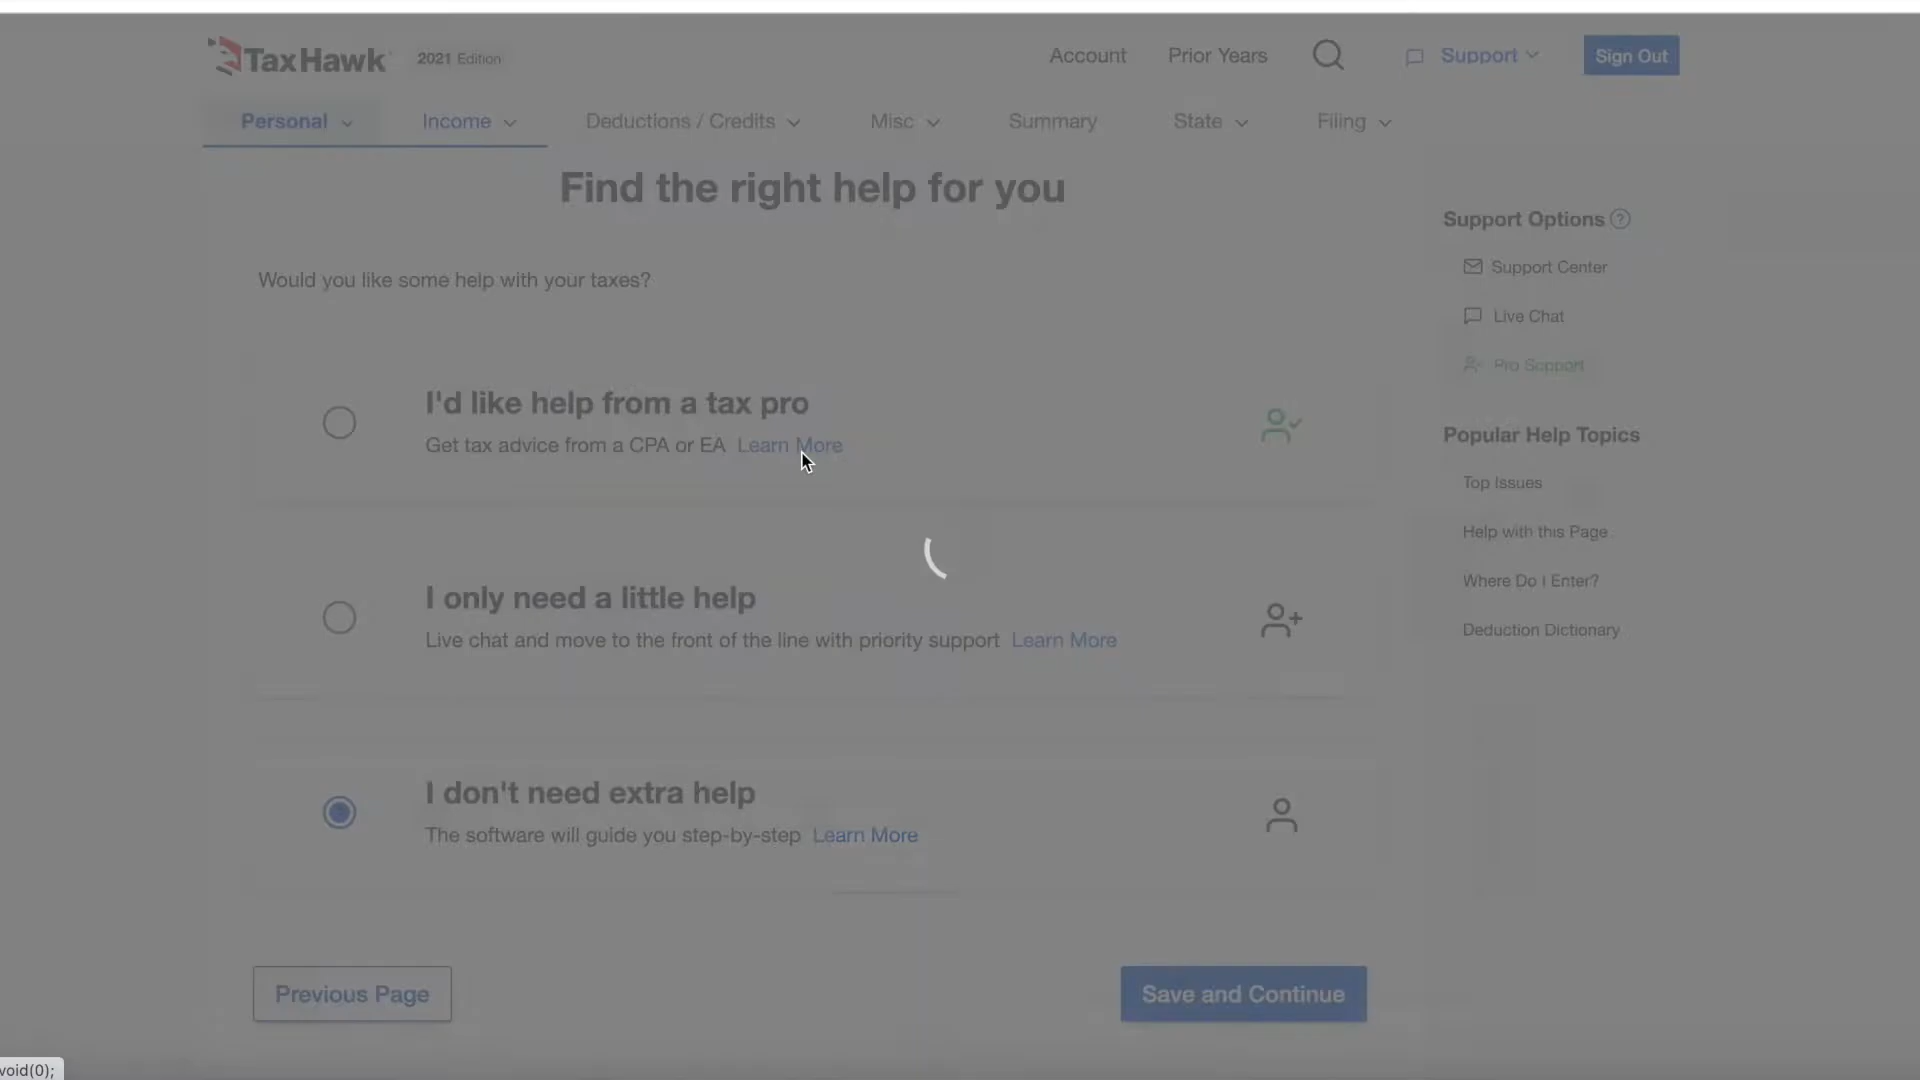 TaxHawk 2021 Edition Account Prior Years Support Sign Out
Personal Income Deductions / Credits Misc Summary State Filing
Find the right help for you
Would you like some help with your taxes?
I'd like help from a tax pro
Get tax advice from a CPA or EA Learn More
I only need a little help
Live chat and move to the front of the line with priority support Learn More
I don't need extra help
The software will guide you step-by-step Learn More
Previous Page Save and Continue
Support Options ?
Support Center
Live Chat
Pro Support
Popular Help Topics
Top Issues
Help with this Page
Where Do I Enter?
Deduction Dictionary
void(0);